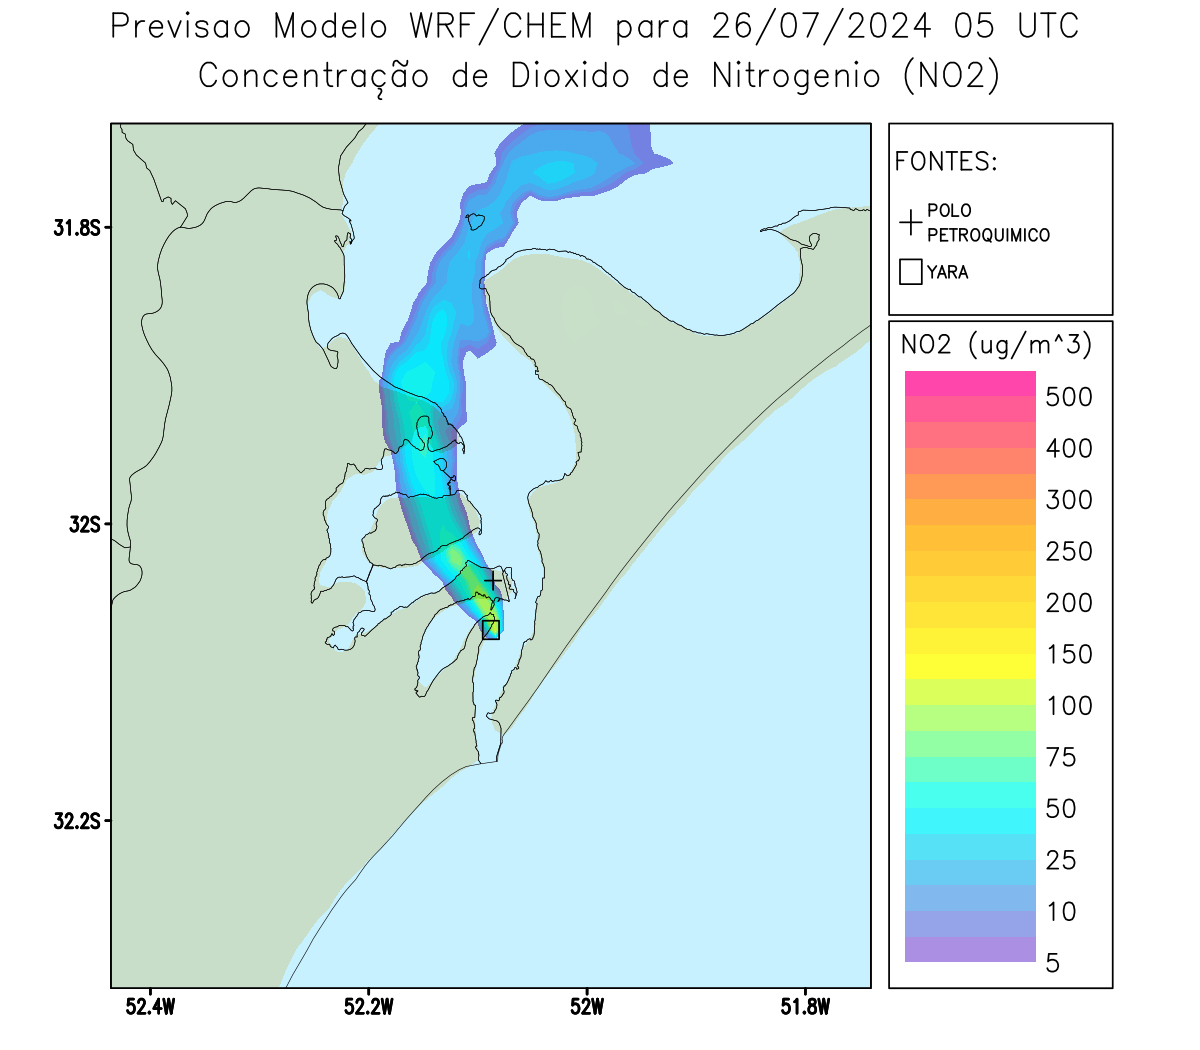 Previsao Modelo WRF/CHEM para 26/07/2024 05 UTC
Concentração de Dioxido de Nitrogenio (NO2)
FONTES:
POLO
PETROQUIMICO
YARA
NO2 (ug/m^3)
500
400
300
250
200
150
100
75
50
25
10
5
31.8S
32S
32.2S
52.4W
52.2W
52W
51.8W